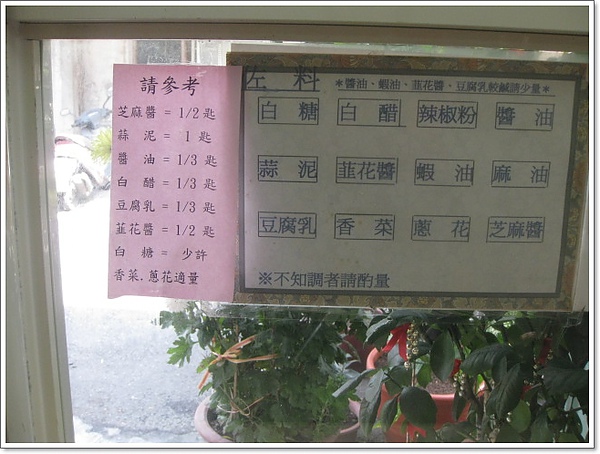 請參考
芝麻醬 = 1/2 匙
蒜 泥 = 1 匙
醬 油 = 1/3 匙
白 醋 = 1/3 匙
豆腐乳 = 1/3 匙
韮花醬 = 1/2 匙
白 糖 = 少許
香菜.蔥花適量
左 料 *醬油、蝦油、韮花醬、豆腐乳較鹹請少量*
白 糖 白 醋 辣椒粉 醬 油
蒜 泥 韮花醬 蝦 油 麻 油
豆腐乳 香 菜 蔥 花 芝麻醬
※不知調者請酌量